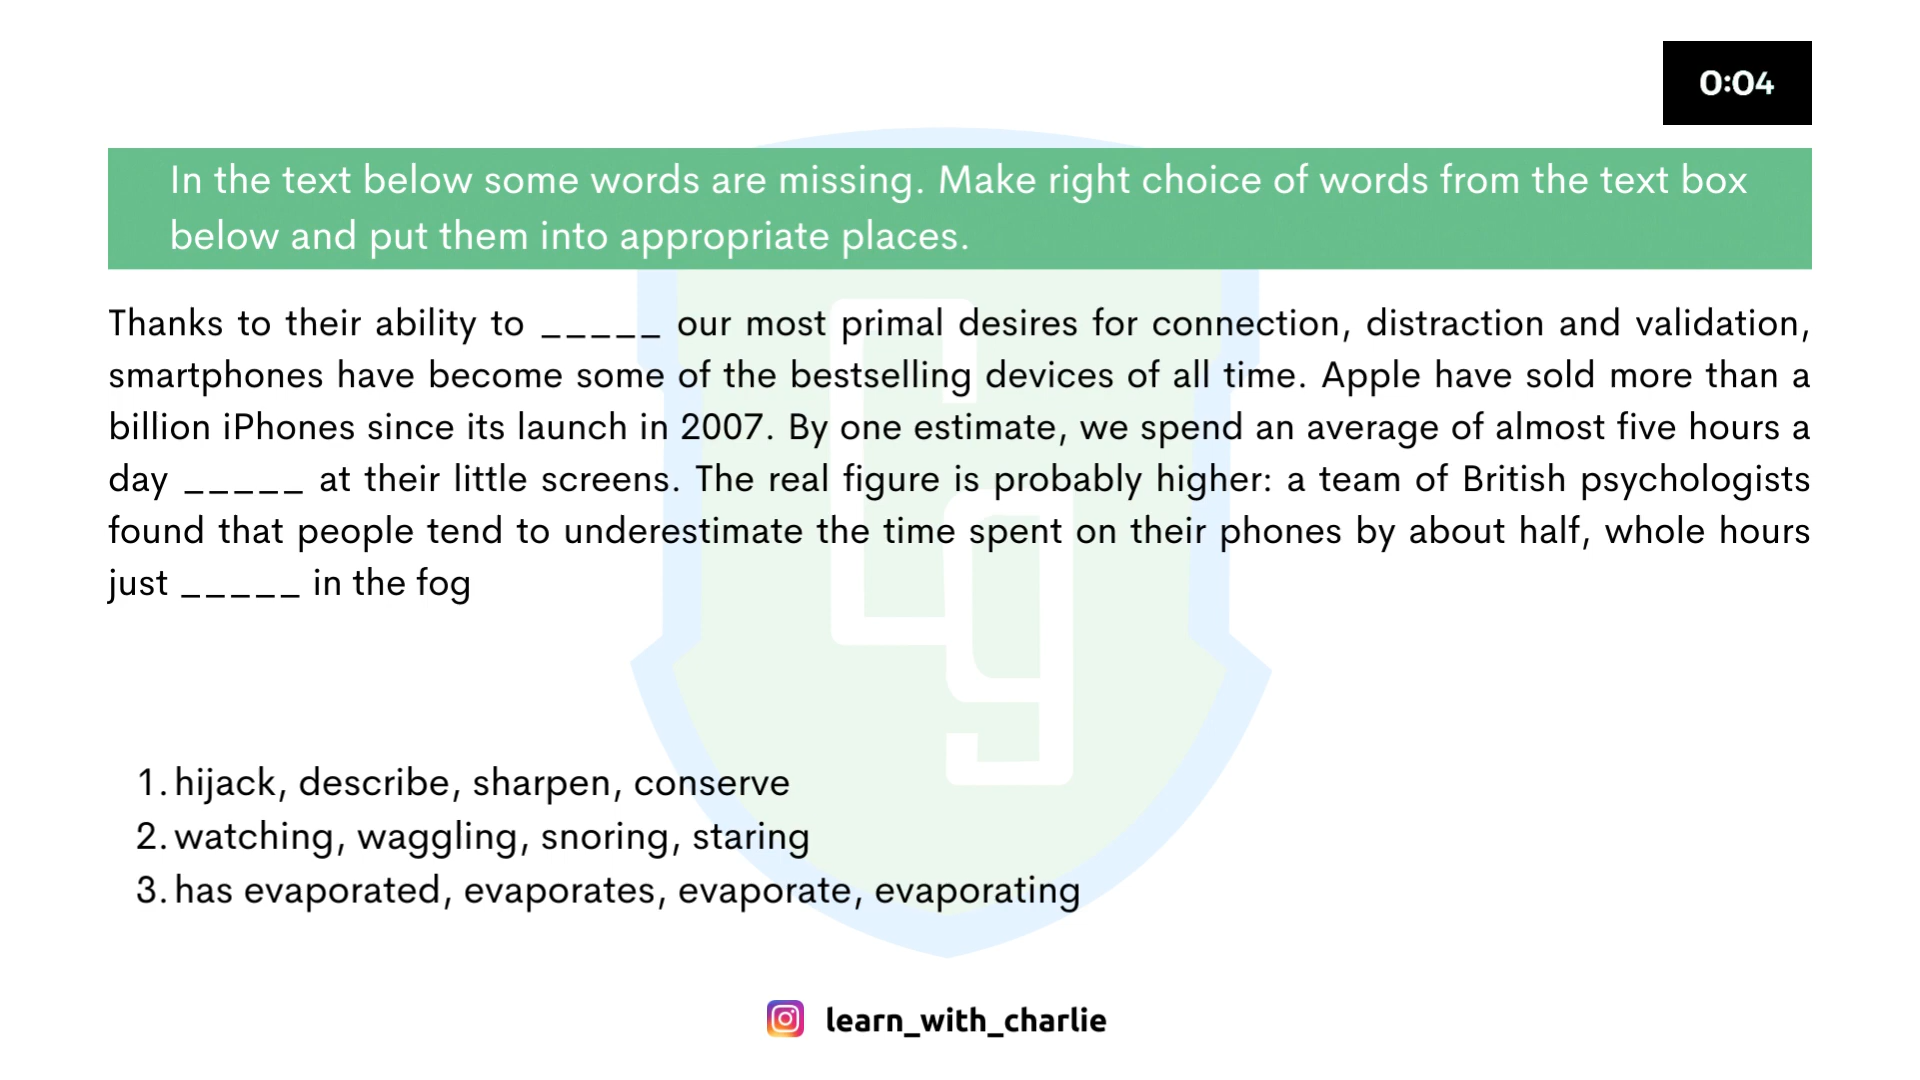 0:04
In the text below some words are missing. Make right choice of words from the text box
below and put them into appropriate places.
Thanks to their ability to _____ our most primal desires for connection, distraction and validation,
smartphones have become some of the bestselling devices of all time. Apple have sold more than a
billion iPhones since its launch in 2007. By one estimate, we spend an average of almost five hours a
day _____ at their little screens. The real figure is probably higher: a team of British psychologists
found that people tend to underestimate the time spent on their phones by about half, whole hours
just _____ in the fog
1. hijack, describe, sharpen, conserve
2. watching, waggling, snoring, staring
3. has evaporated, evaporates, evaporate, evaporating
learn_with_charlie